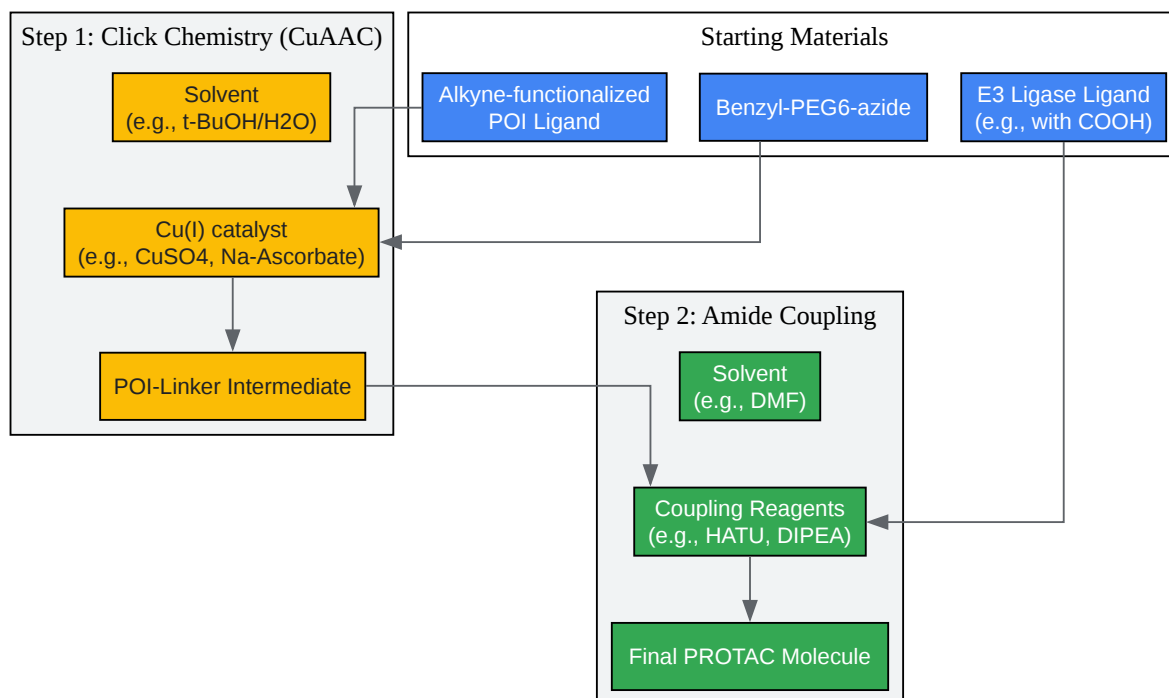 Step 1: Click Chemistry (CuAAC)
Solvent
(e.g., t-BuOH/H2O)
Cu(I) catalyst
(e.g., CuSO4, Na-Ascorbate)
POI-Linker Intermediate
Starting Materials
Alkyne-functionalized
POI Ligand
Benzyl-PEG6-azide
E3 Ligase Ligand
(e.g., with COOH)
Step 2: Amide Coupling
Solvent
(e.g., DMF)
Coupling Reagents
(e.g., HATU, DIPEA)
Final PROTAC Molecule